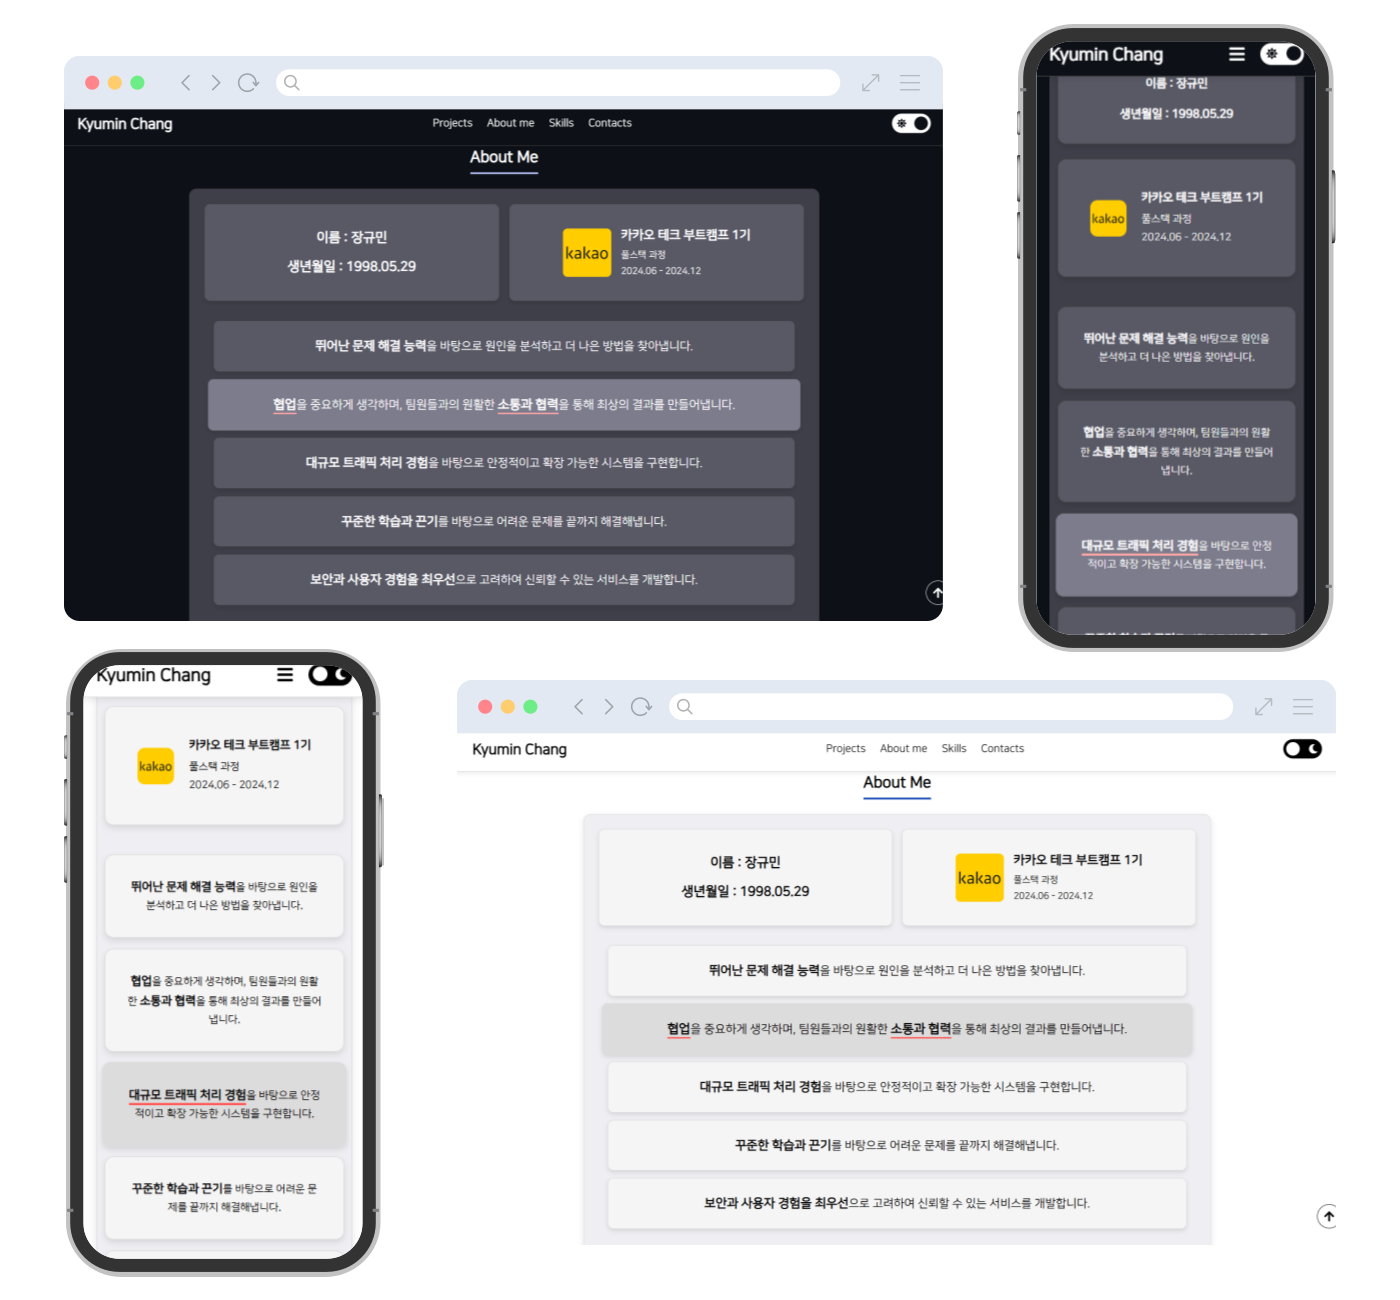 Kyumin Chang
Projects About me Skills Contacts
About Me
이름 : 장규민
생년월일 : 1998.05.29
kakao
카카오 테크 부트캠프 1기
풀스택 과정
2024.06 - 2024.12
뛰어난 문제 해결 능력을 바탕으로 원인을 분석하고 더 나은 방법을 찾아냅니다.
협업을 중요하게 생각하며, 팀원들과의 원활한 소통과 협력을 통해 최상의 결과를 만들어냅니다.
대규모 트래픽 처리 경험을 바탕으로 안정적이고 확장 가능한 시스템을 구현합니다.
꾸준한 학습과 끈기를 바탕으로 어려운 문제를 끝까지 해결해냅니다.
보안과 사용자 경험을 최우선으로 고려하여 신뢰할 수 있는 서비스를 개발합니다.
Kyumin Chang
이름 : 장규민
생년월일 : 1998.05.29
kakao
카카오 테크 부트캠프 1기
풀스택 과정
2024.06 - 2024.12
뛰어난 문제 해결 능력을 바탕으로 원인을
분석하고 더 나은 방법을 찾아냅니다.
협업을 중요하게 생각하며, 팀원들과의 원활
한 소통과 협력을 통해 최상의 결과를 만들어
냅니다.
대규모 트래픽 처리 경험을 바탕으로 안정
적이고 확장 가능한 시스템을 구현합니다.
Kyumin Chang
kakao
카카오 테크 부트캠프 1기
풀스택 과정
2024.06 - 2024.12
뛰어난 문제 해결 능력을 바탕으로 원인을
분석하고 더 나은 방법을 찾아냅니다.
협업을 중요하게 생각하며, 팀원들과의 원활
한 소통과 협력을 통해 최상의 결과를 만들어
냅니다.
대규모 트래픽 처리 경험을 바탕으로 안정
적이고 확장 가능한 시스템을 구현합니다.
꾸준한 학습과 끈기를 바탕으로 어려운 문
제를 끝까지 해결해냅니다.
Kyumin Chang
Projects About me Skills Contacts
About Me
이름 : 장규민
생년월일 : 1998.05.29
kakao
카카오 테크 부트캠프 1기
풀스택 과정
2024.06 - 2024.12
뛰어난 문제 해결 능력을 바탕으로 원인을 분석하고 더 나은 방법을 찾아냅니다.
협업을 중요하게 생각하며, 팀원들과의 원활한 소통과 협력을 통해 최상의 결과를 만들어냅니다.
대규모 트래픽 처리 경험을 바탕으로 안정적이고 확장 가능한 시스템을 구현합니다.
꾸준한 학습과 끈기를 바탕으로 어려운 문제를 끝까지 해결해냅니다.
보안과 사용자 경험을 최우선으로 고려하여 신뢰할 수 있는 서비스를 개발합니다.